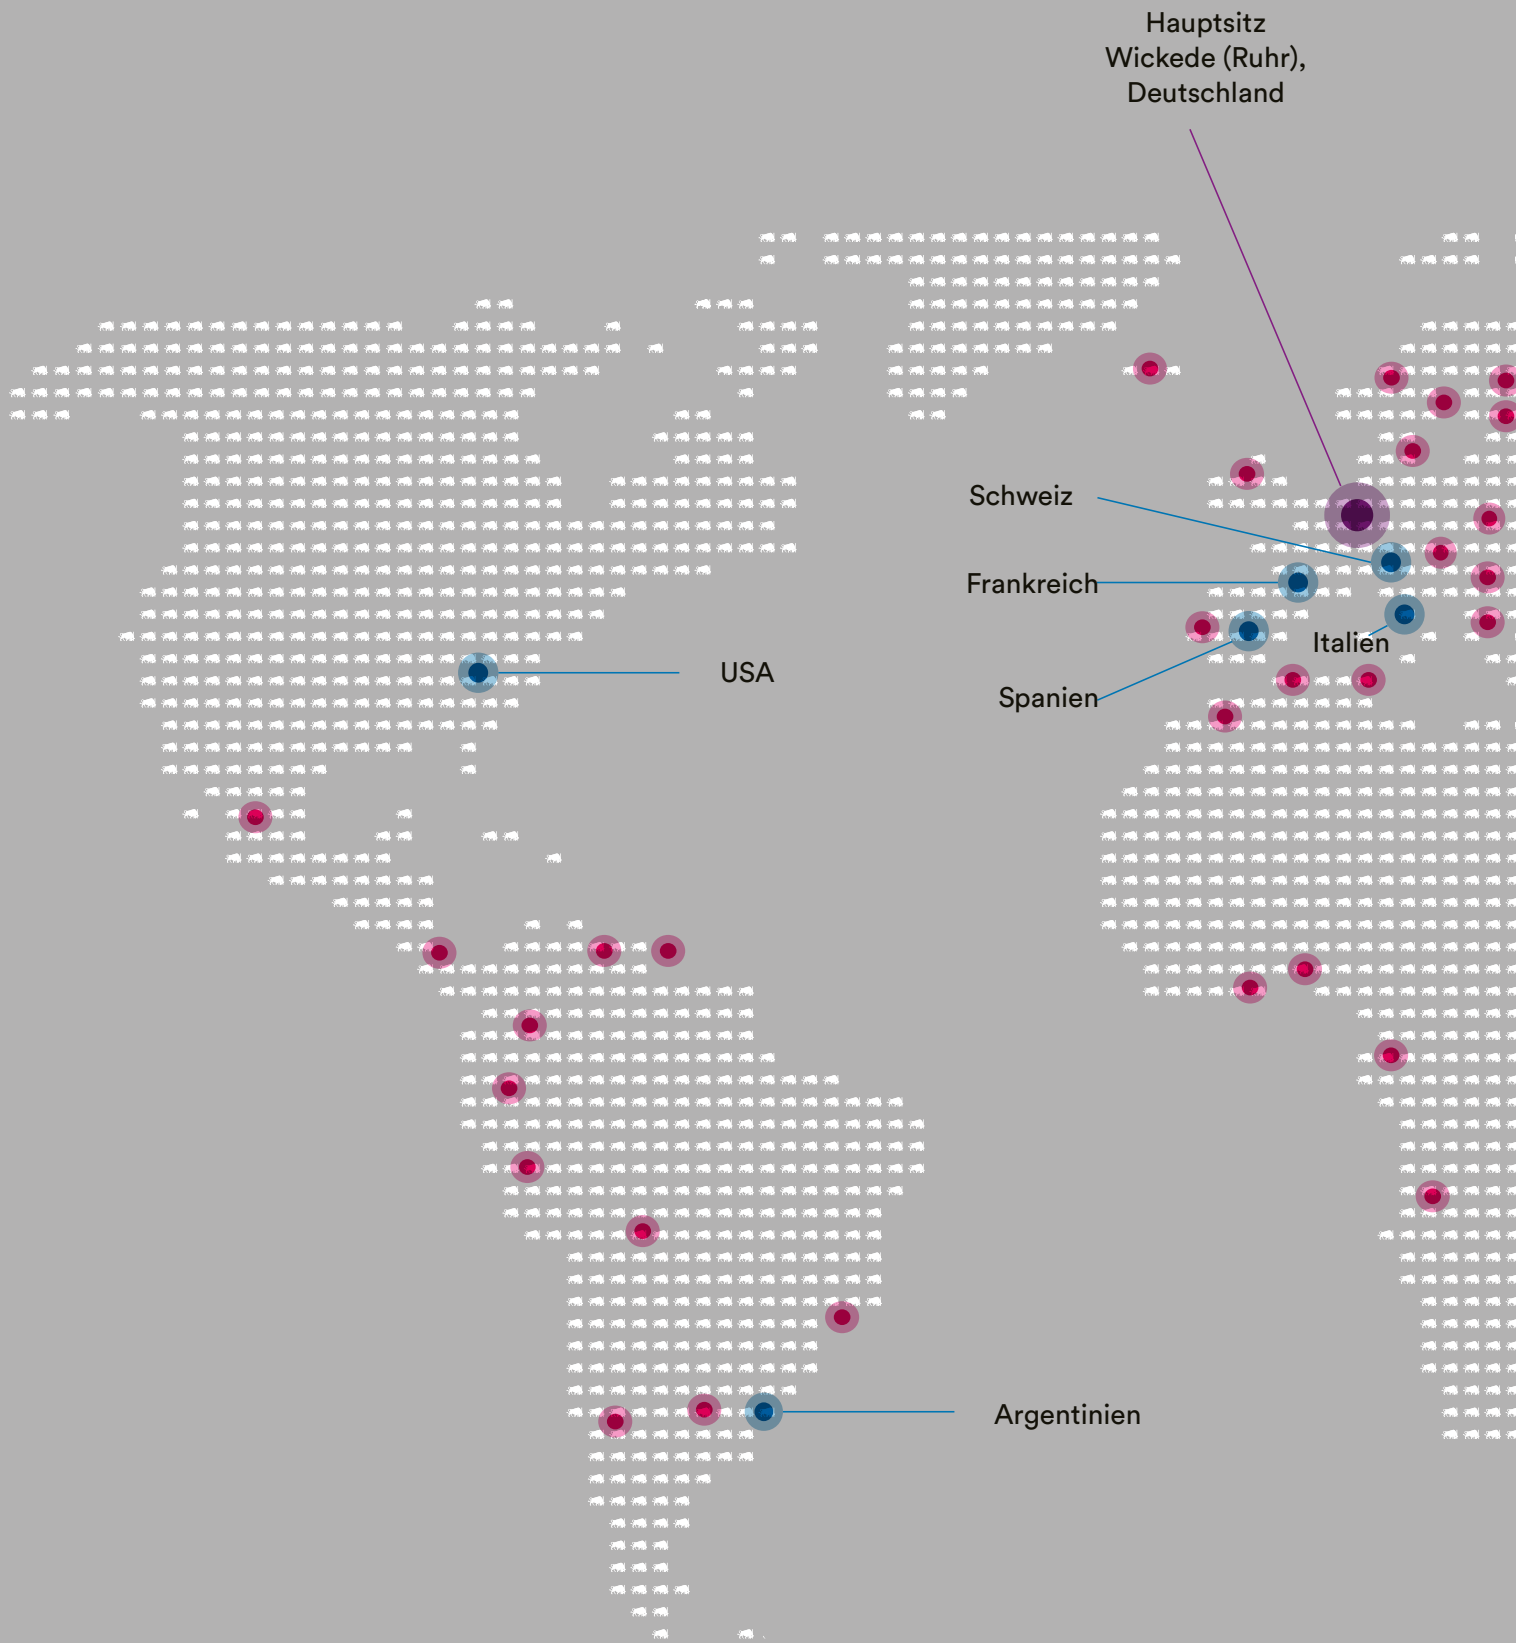 Hauptsitz
Wickede (Ruhr),
Deutschland
Schweiz
Frankreich
Italien
USA
Spanien
Argentinien